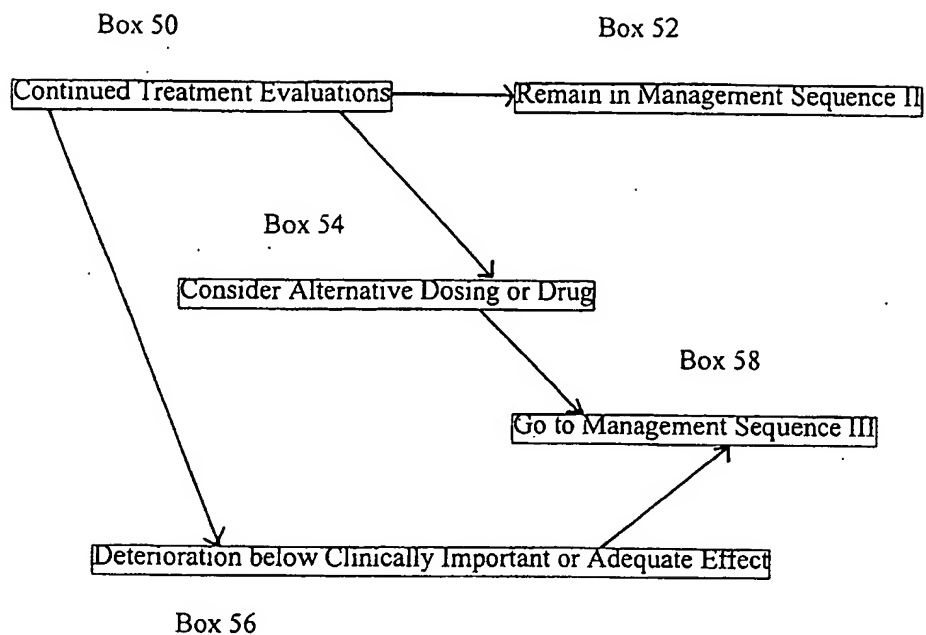 Box 50
Box 52
Continued Treatment Evaluations
Remain in Management Sequence II
Box 54
Consider Alternative Dosing or Drug
Box 58
Go to Management Sequence III
Deterioration below Clinically Important or Adequate Effect
Box 56